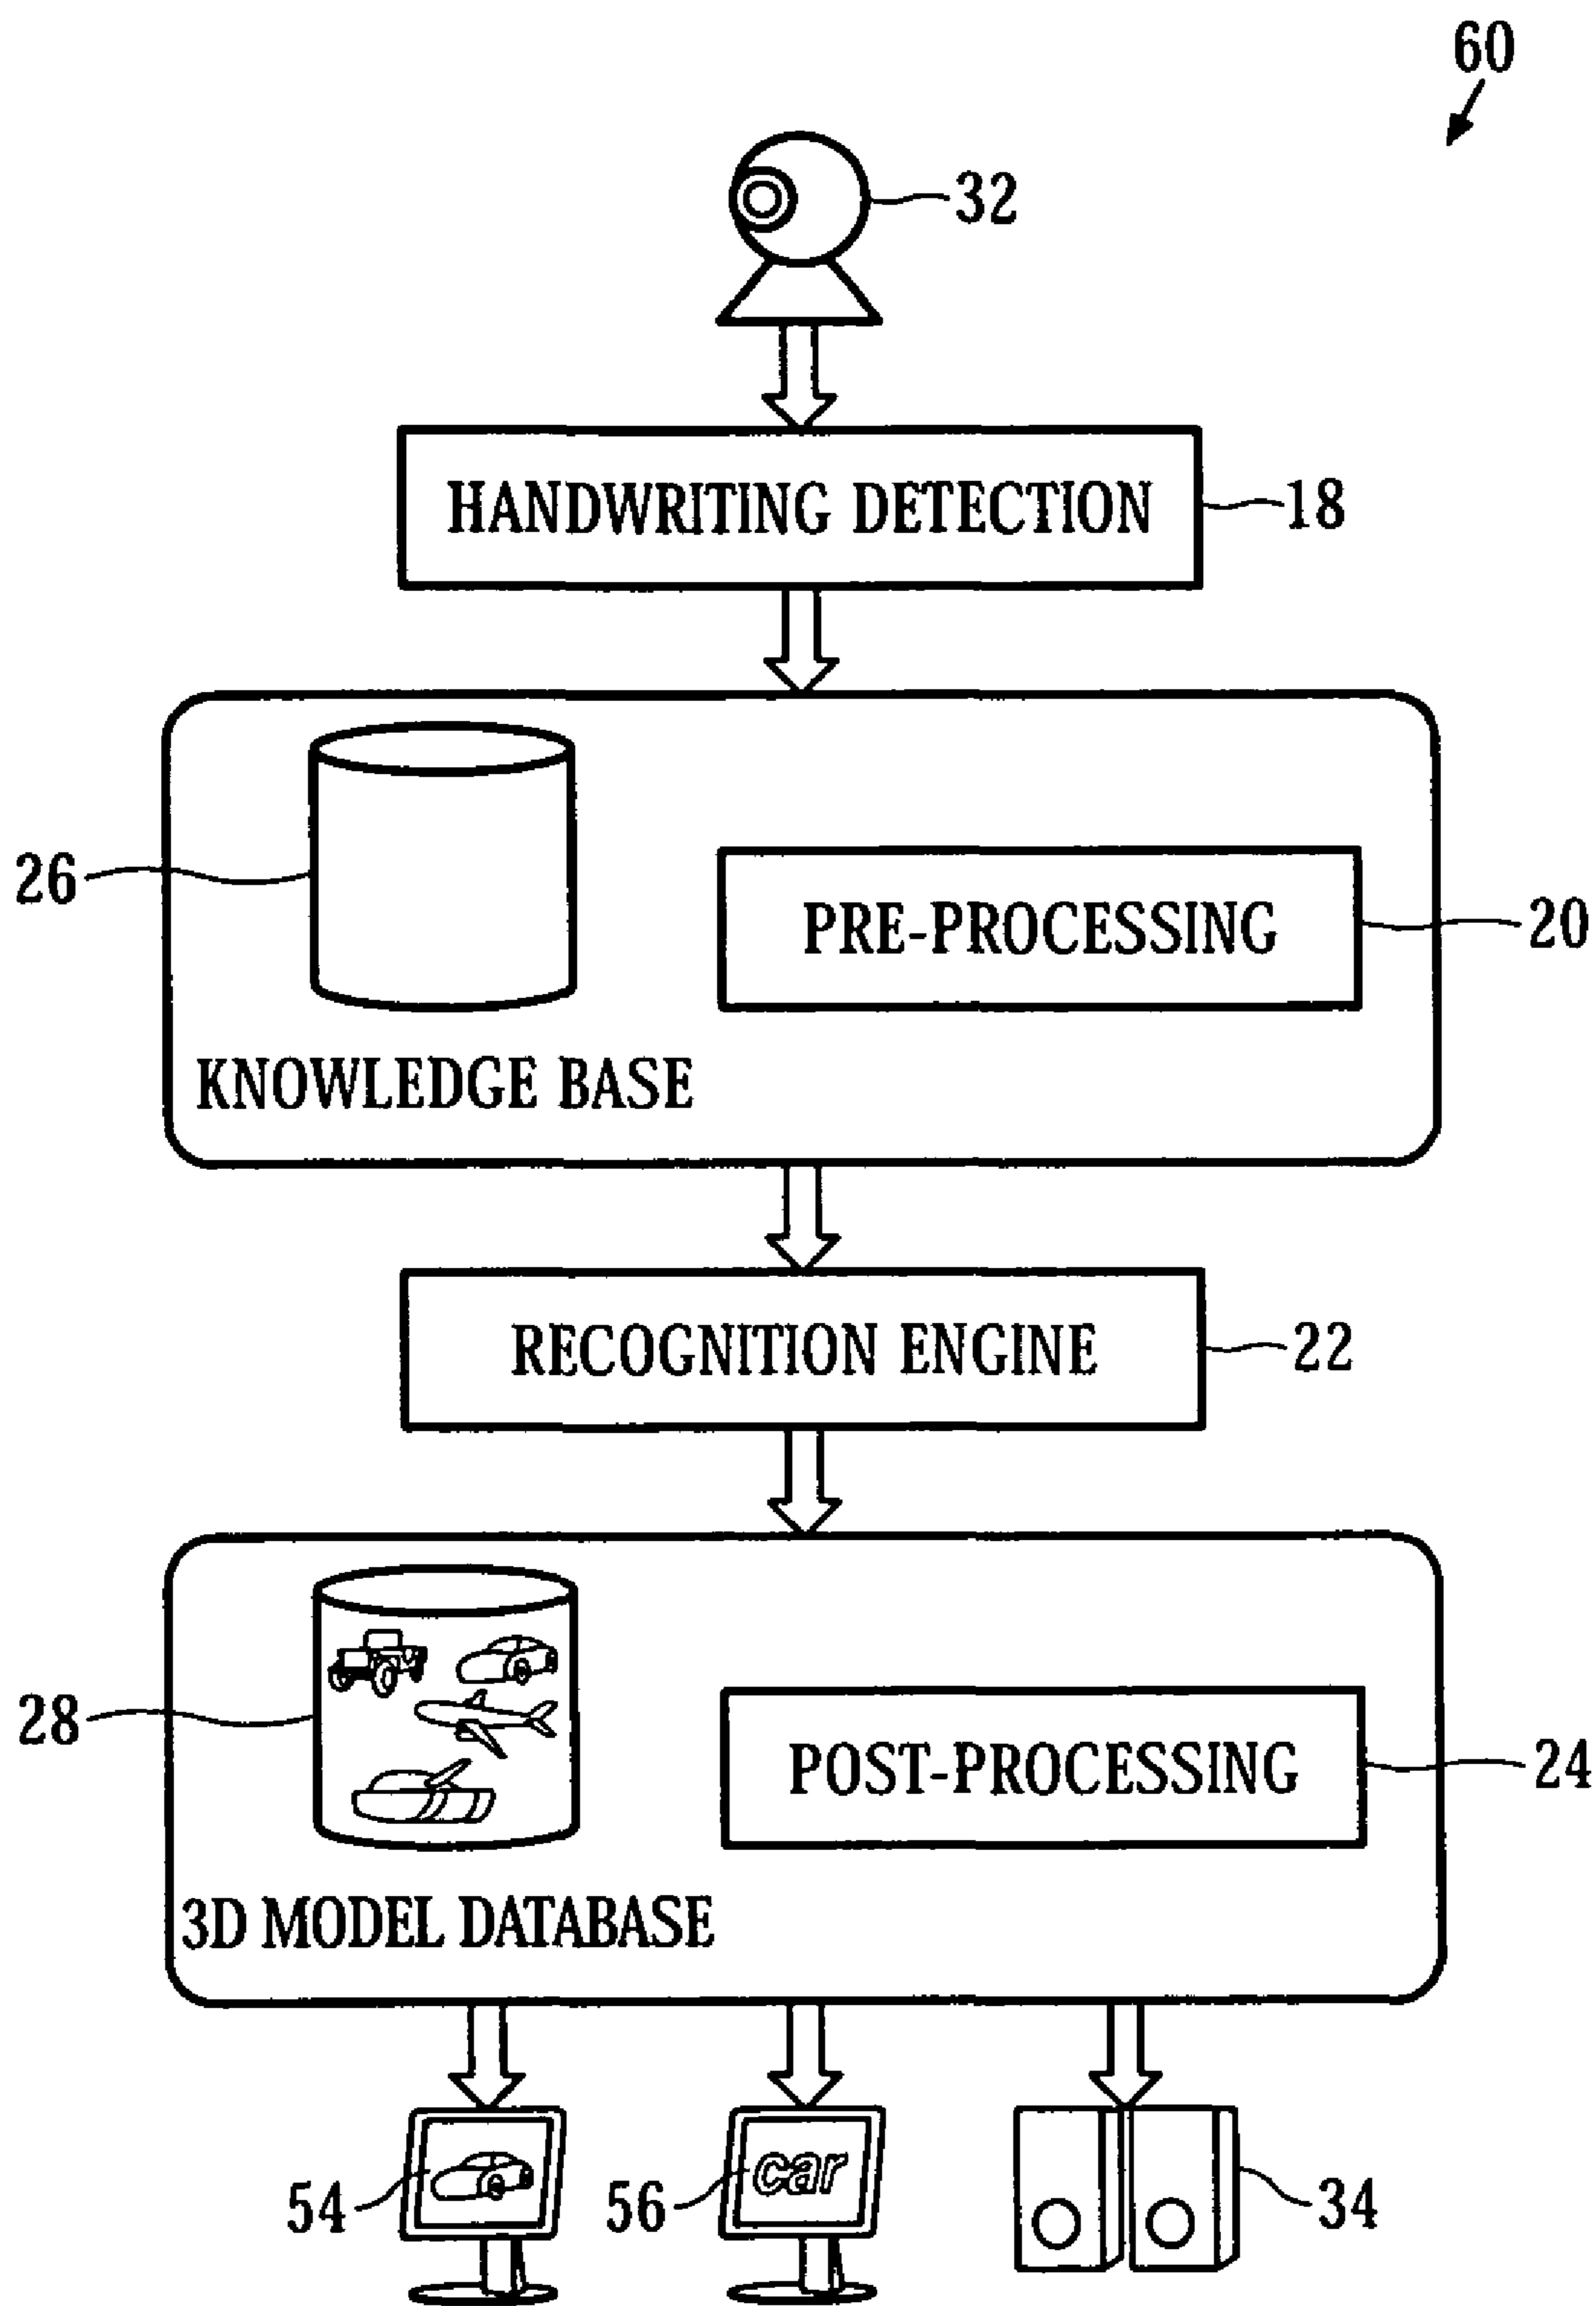 60
32
HANDWRITING DETECTION 18
26
PRE-PROCESSING 20
KNOWLEDGE BASE
RECOGNITION ENGINE 22
28
POST-PROCESSING 24
3D MODEL DATABASE
54 56 car 34